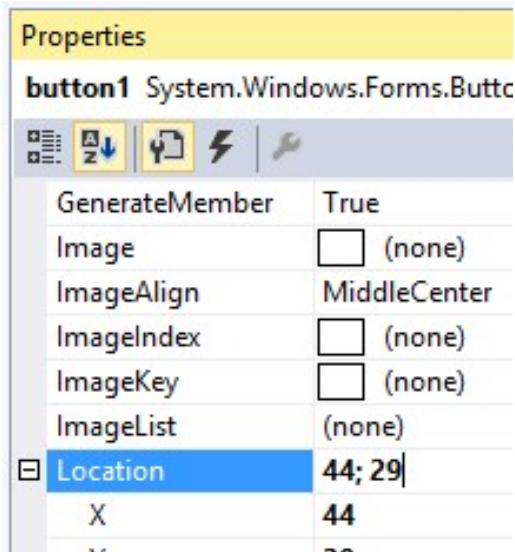 Properties
button1 System.Windows.Forms.Butto
GenerateMember True
Image (none)
ImageAlign MiddleCenter
ImageIndex (none)
ImageKey (none)
ImageList (none)
Location 44; 29
X 44